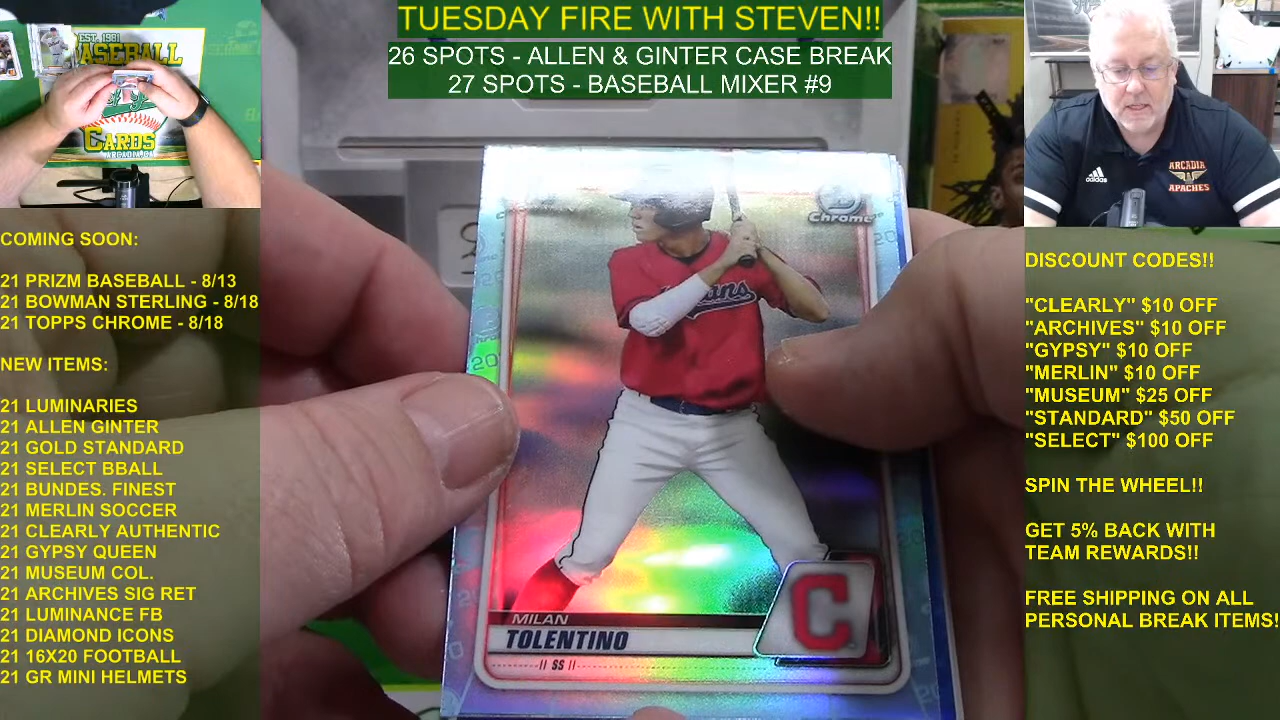 TUESDAY FIRE WITH STEVEN!!
26 SPOTS - ALLEN & GINTER CASE BREAK
27 SPOTS - BASEBALL MIXER #9
EST. 1981
BASEBALL
CARDS
ARCADIA, CA
COMING SOON:
21 PRIZM BASEBALL - 8/13
21 BOWMAN STERLING - 8/18
21 TOPPS CHROME - 8/18
NEW ITEMS:
21 LUMINARIES
21 ALLEN GINTER
21 GOLD STANDARD
21 SELECT BBALL
21 BUNDES. FINEST
21 MERLIN SOCCER
21 CLEARLY AUTHENTIC
21 GYPSY QUEEN
21 MUSEUM COL.
21 ARCHIVES SIG RET
21 LUMINANCE FB
21 DIAMOND ICONS
21 16X20 FOOTBALL
21 GR MINI HELMETS
Chrome
MILAN
TOLENTINO
SS
C
adidas
ARCADIA
APACHES
DISCOUNT CODES!!
"CLEARLY" $10 OFF
"ARCHIVES" $10 OFF
"GYPSY" $10 OFF
"MERLIN" $10 OFF
"MUSEUM" $25 OFF
"STANDARD" $50 OFF
"SELECT" $100 OFF
SPIN THE WHEEL!!
GET 5% BACK WITH
TEAM REWARDS!!
FREE SHIPPING ON ALL
PERSONAL BREAK ITEMS!